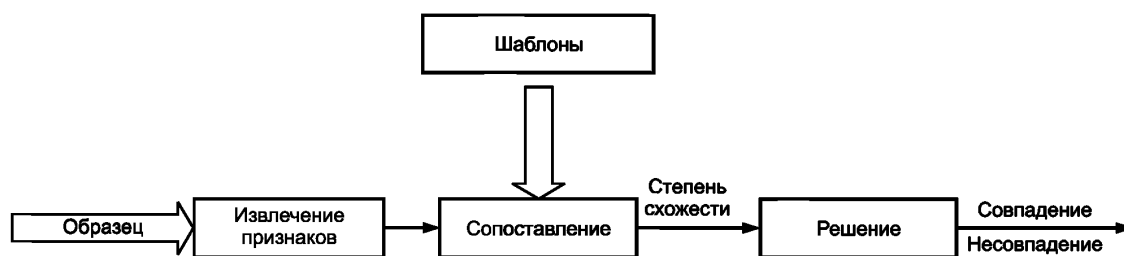 Шаблоны
Образец
Извлечение
признаков
Сопоставление
Степень
схожести
Решение
Совпадение
Несовпадение